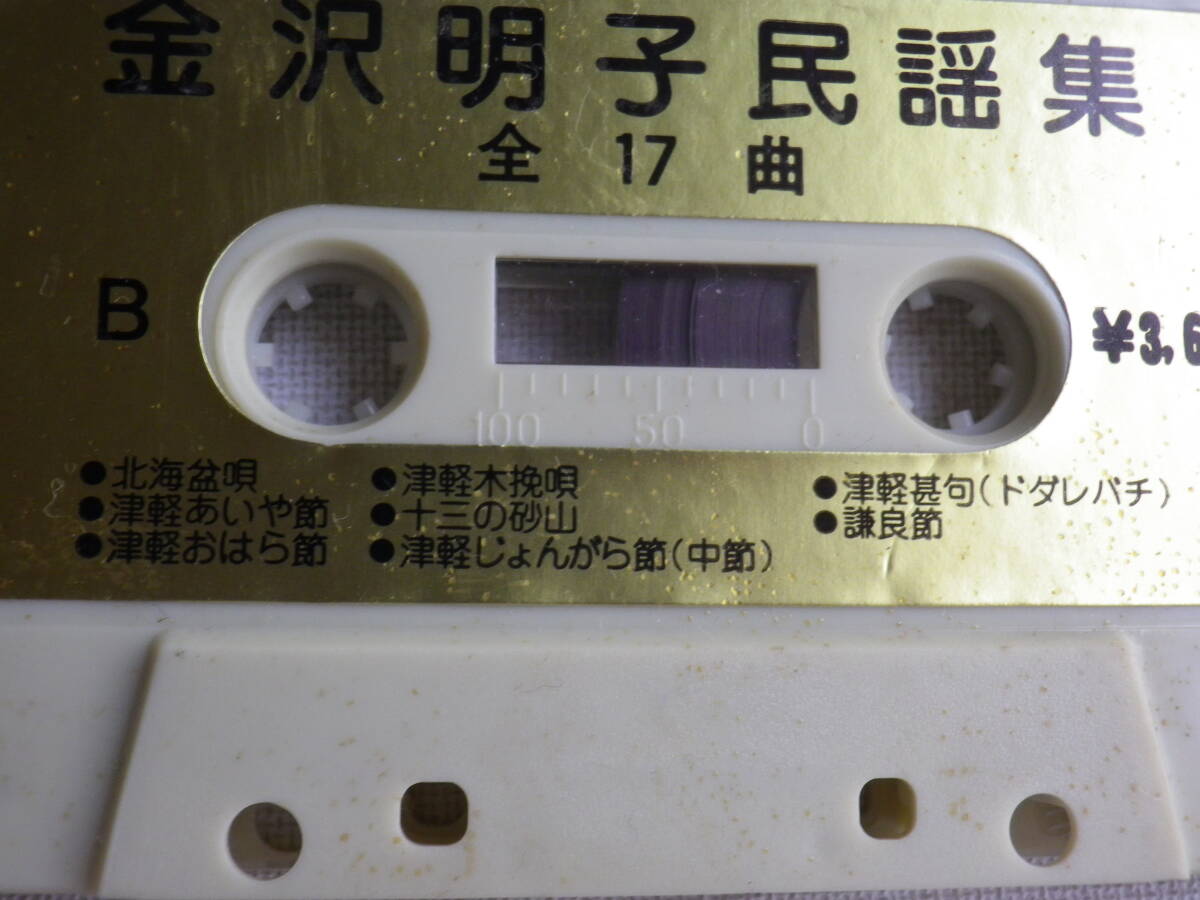 金沢明子民謡集
全17曲
B
100 50 0
●北海盆唄
●津軽あいや節
●津軽おはら節
●津軽木挽唄
●十三の砂山
●津軽じょんがら節(中節)
●津軽甚句(ドダレバチ)
●謙良節